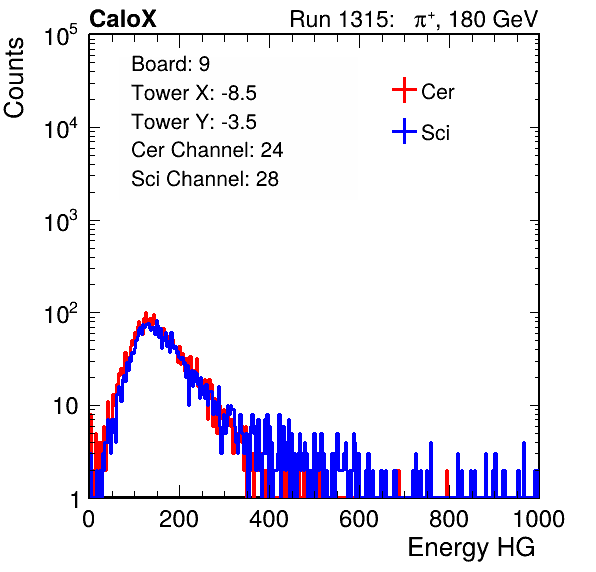 CaloX Run 1315: π⁺, 180 GeV
Counts
10⁵
10⁴
10³
10²
10
1
Board: 9
Tower X: -8.5
Tower Y: -3.5
Cer Channel: 24
Sci Channel: 28
Cer
Sci
0 200 400 600 800 1000
Energy HG